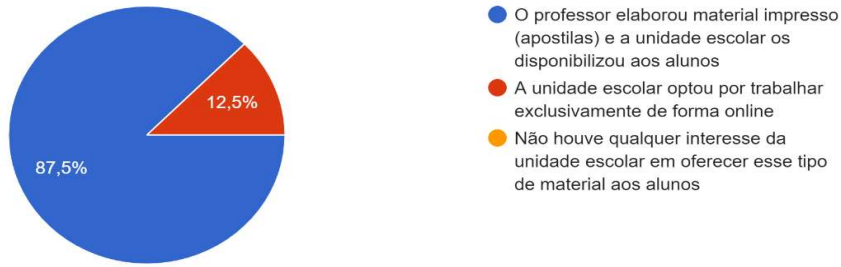 O professor elaborou material impresso
(apostilas) e a unidade escolar os
disponibilizou aos alunos
A unidade escolar optou por trabalhar
exclusivamente de forma online
Não houve qualquer interesse da
unidade escolar em oferecer esse tipo
de material aos alunos
12,5%
87,5%